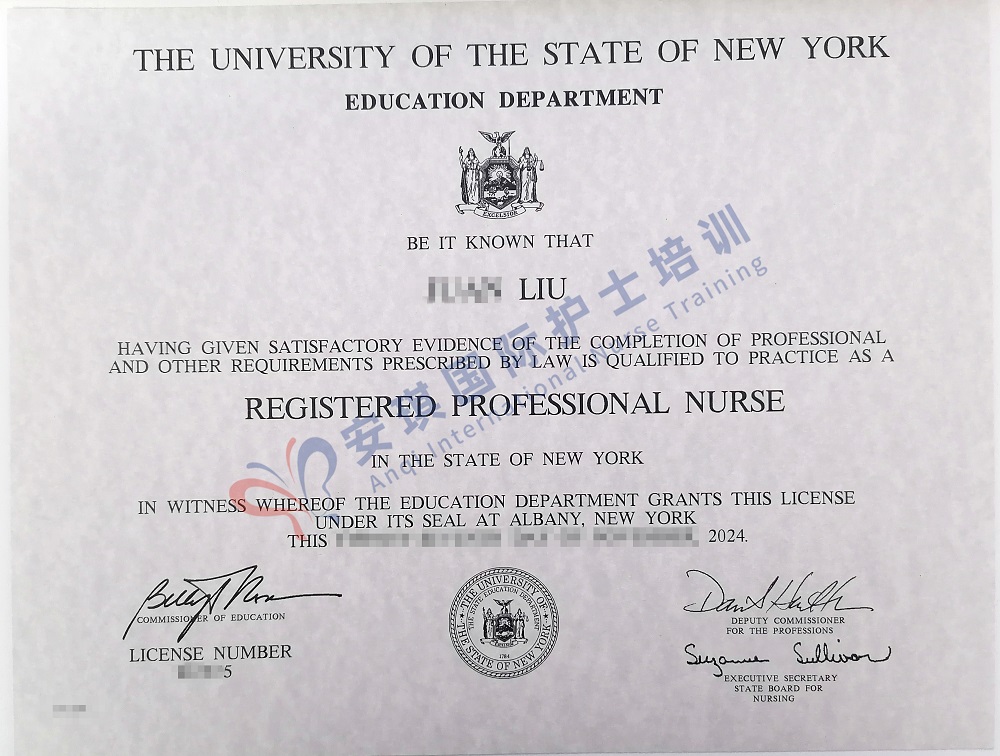 THE UNIVERSITY OF THE STATE OF NEW YORK
EDUCATION DEPARTMENT
EXCELSIOR
BE IT KNOWN THAT
LIU
HAVING GIVEN SATISFACTORY EVIDENCE OF THE COMPLETION OF PROFESSIONAL
AND OTHER REQUIREMENTS PRESCRIBED BY LAW IS QUALIFIED TO PRACTICE AS A
REGISTERED PROFESSIONAL NURSE
IN THE STATE OF NEW YORK
IN WITNESS WHEREOF THE EDUCATION DEPARTMENT GRANTS THIS LICENSE
UNDER ITS SEAL AT ALBANY, NEW YORK
THIS 2024.
安琪国际护士培训
Anqi International Nurse Training
COMMISSIONER OF EDUCATION
LICENSE NUMBER
5
THE UNIVERSITY OF THE STATE OF NEW YORK
STATE EDUCATION DEPARTMENT
1784
DEPUTY COMMISSIONER
FOR THE PROFESSIONS
Suzanne Sullivan
EXECUTIVE SECRETARY
STATE BOARD FOR
NURSING